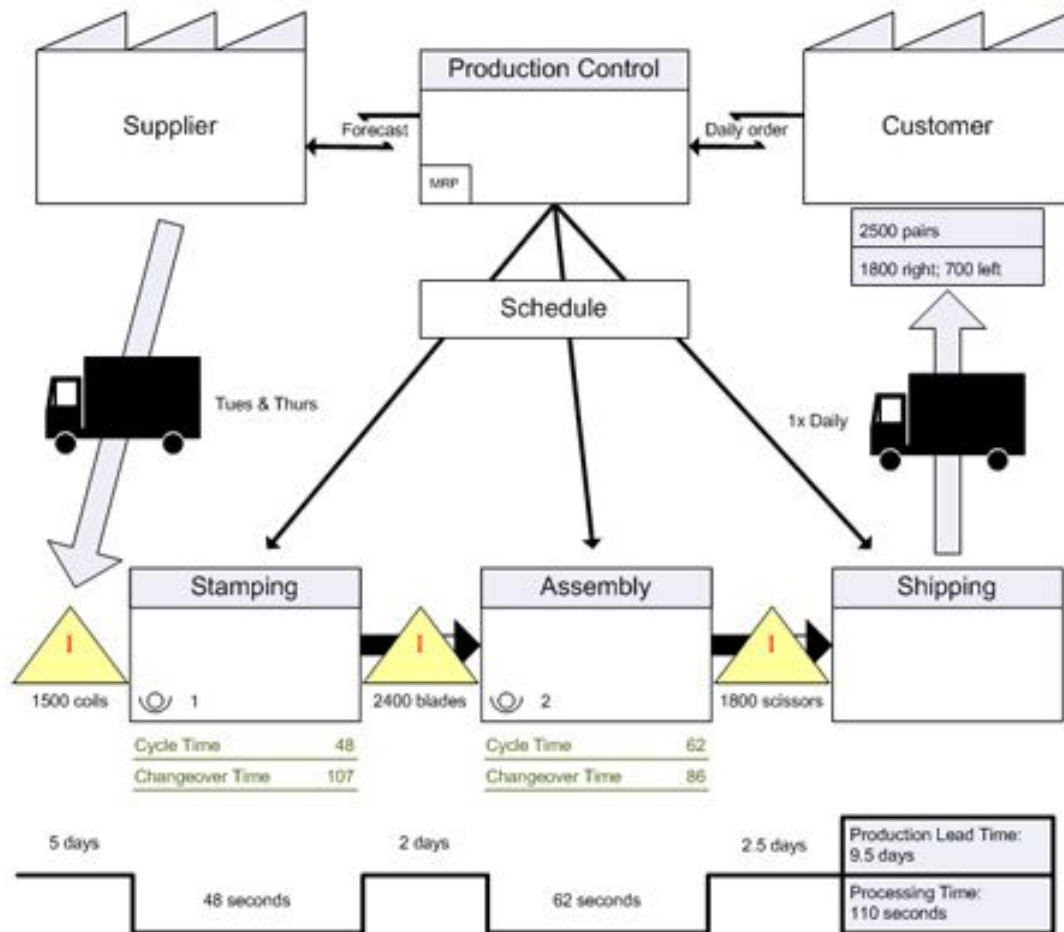 Supplier
Forecast
Production Control
MRP
Daily order
Customer
2500 pairs
1800 right; 700 left
Schedule
Tues & Thurs
1x Daily
Stamping
Assembly
Shipping
I
1500 coils
1
I
2400 blades
2
I
1800 scissors
Cycle Time 48
Changeover Time 107
Cycle Time 62
Changeover Time 86
5 days
48 seconds
2 days
62 seconds
2.5 days
Production Lead Time:
9.5 days
Processing Time:
110 seconds